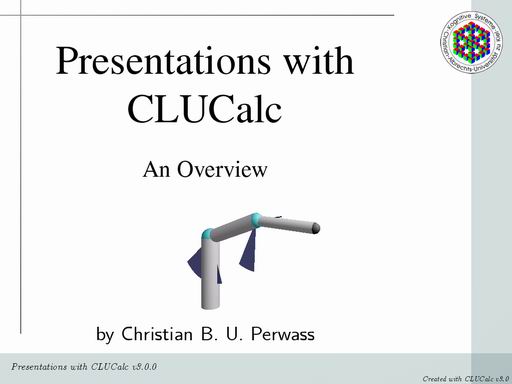 Presentations with
CLUCalc
An Overview
by Christian B. U. Perwass
Presentations with CLUCalc v3.0.0
Created with CLUCalc v3.0
Kognitive Systeme
Christian-Albrechts-Universität zu Kiel